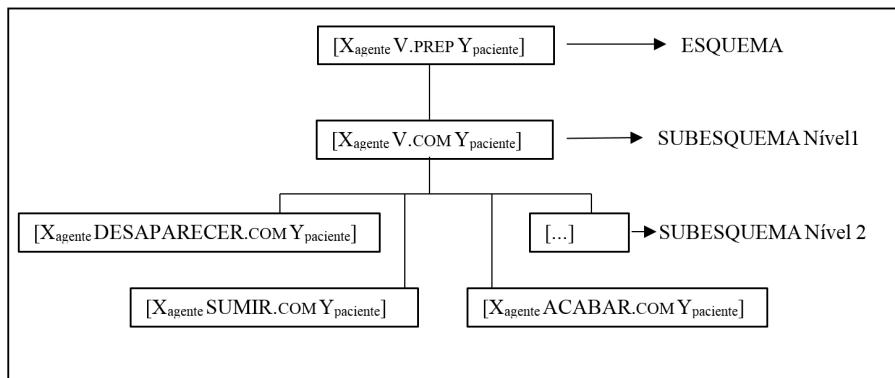 [Xagente V.PREP Ypaciente] ESQUEMA
[Xagente V.COM Ypaciente] SUBESQUEMA Nível1
[Xagente DESAPARECER.COM Ypaciente] [...] SUBESQUEMA Nível 2
[Xagente SUMIR.COM Ypaciente] [Xagente ACABAR.COM Ypaciente]